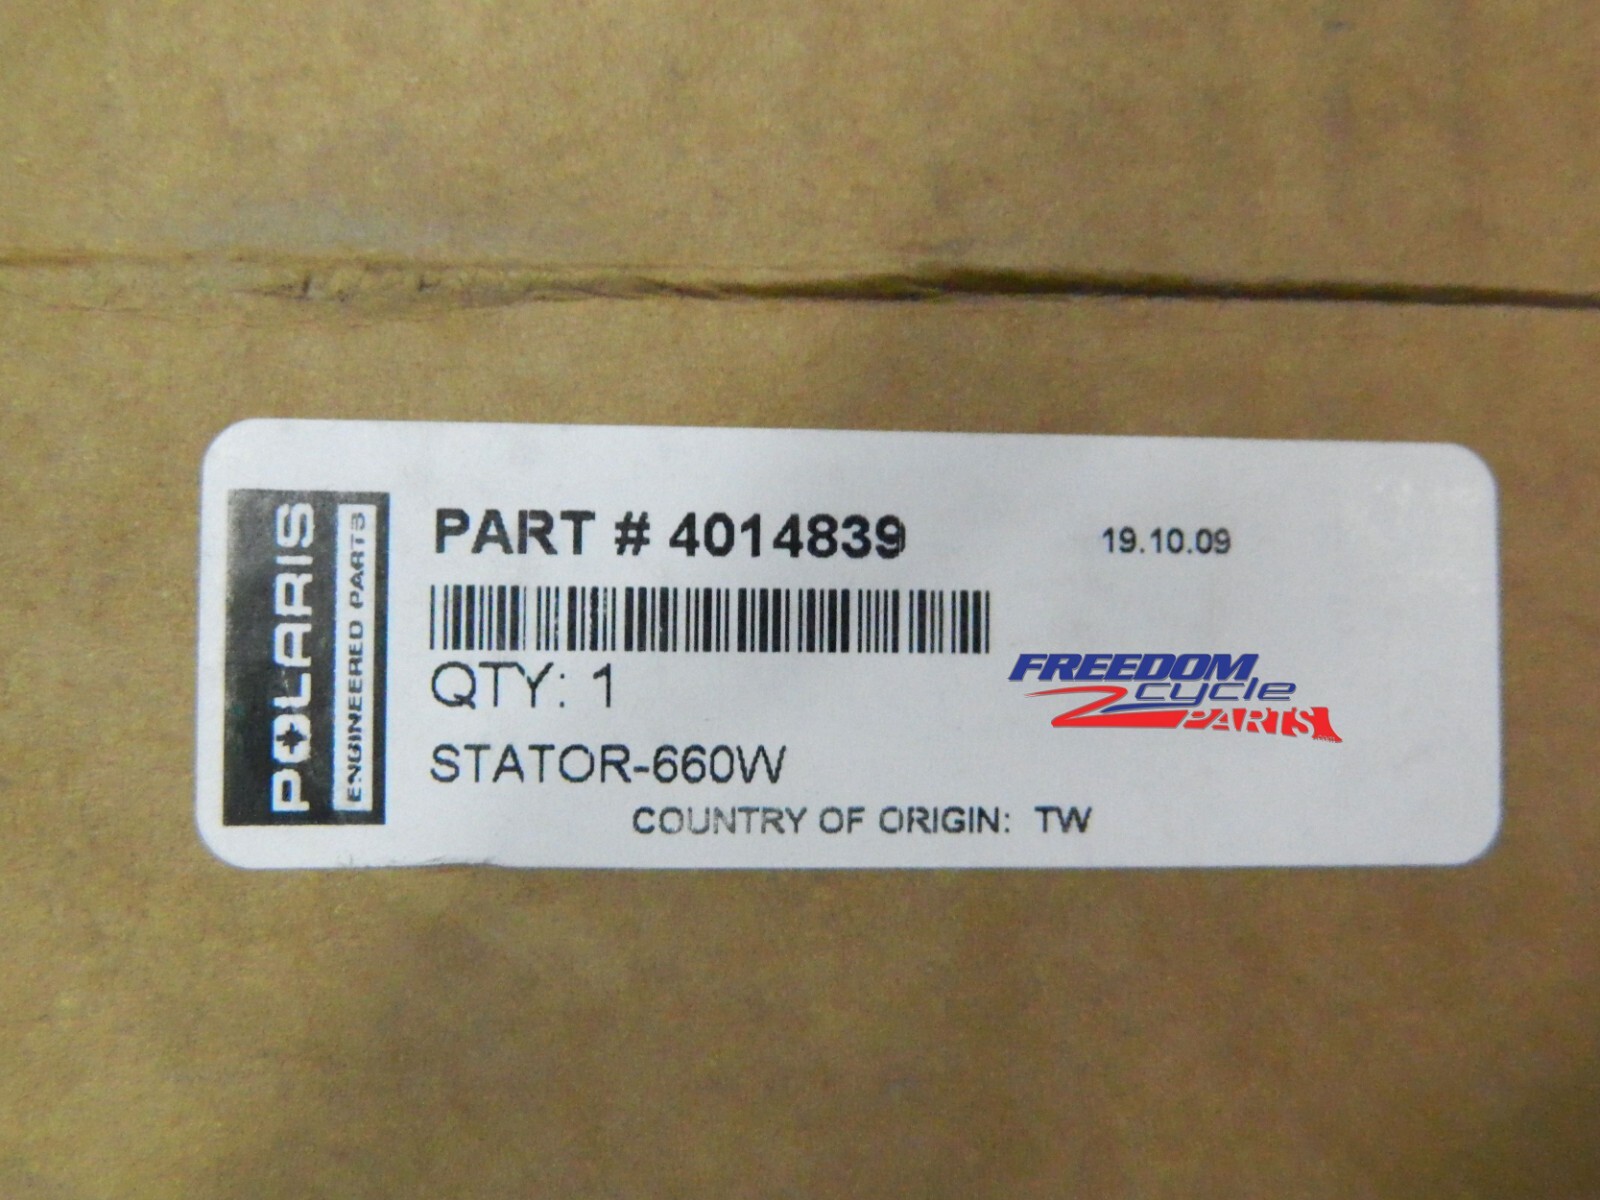 POLARIS
ENGINEERED PARTS
PART # 4014839
19.10.09
QTY: 1
STATOR-660W
COUNTRY OF ORIGIN: TW
FREEDOM
cycle
PARTS